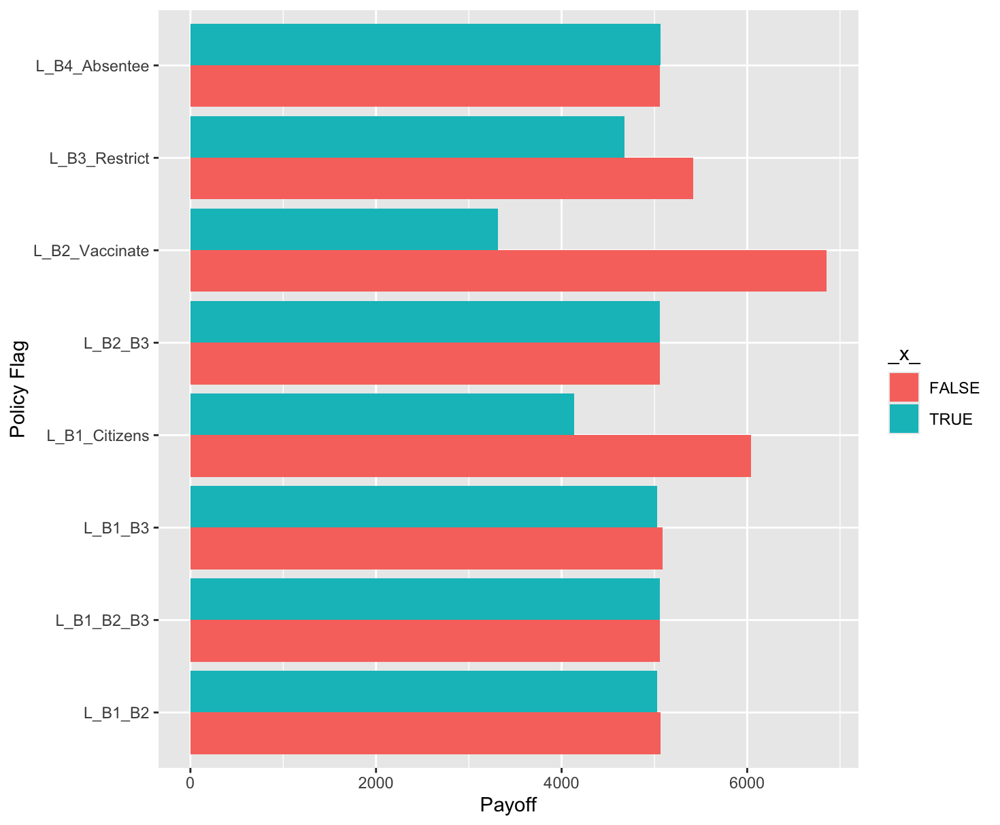 L_B4_Absentee
L_B3_Restrict
L_B2_Vaccinate
L_B2_B3
L_B1_Citizens
L_B1_B3
L_B1_B2_B3
L_B1_B2
Policy Flag
0 2000 4000 6000
Payoff
_x_
FALSE
TRUE